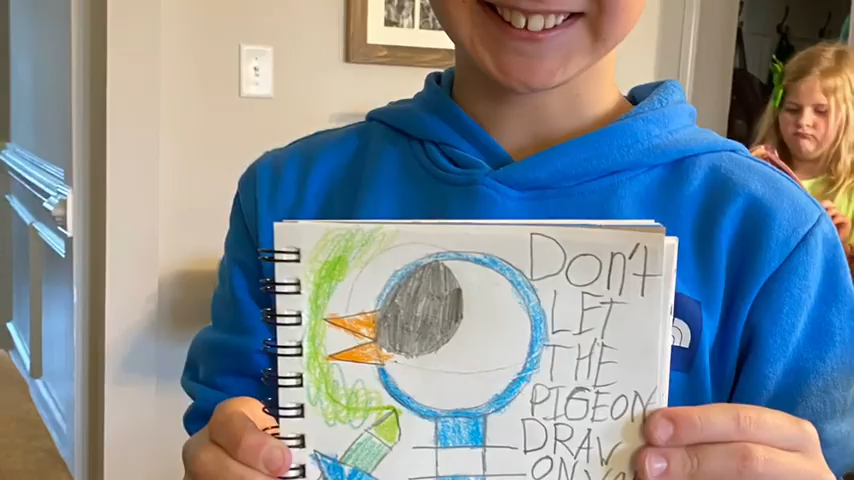 Don't
LET
THE
PIGEON
DRAW
ON